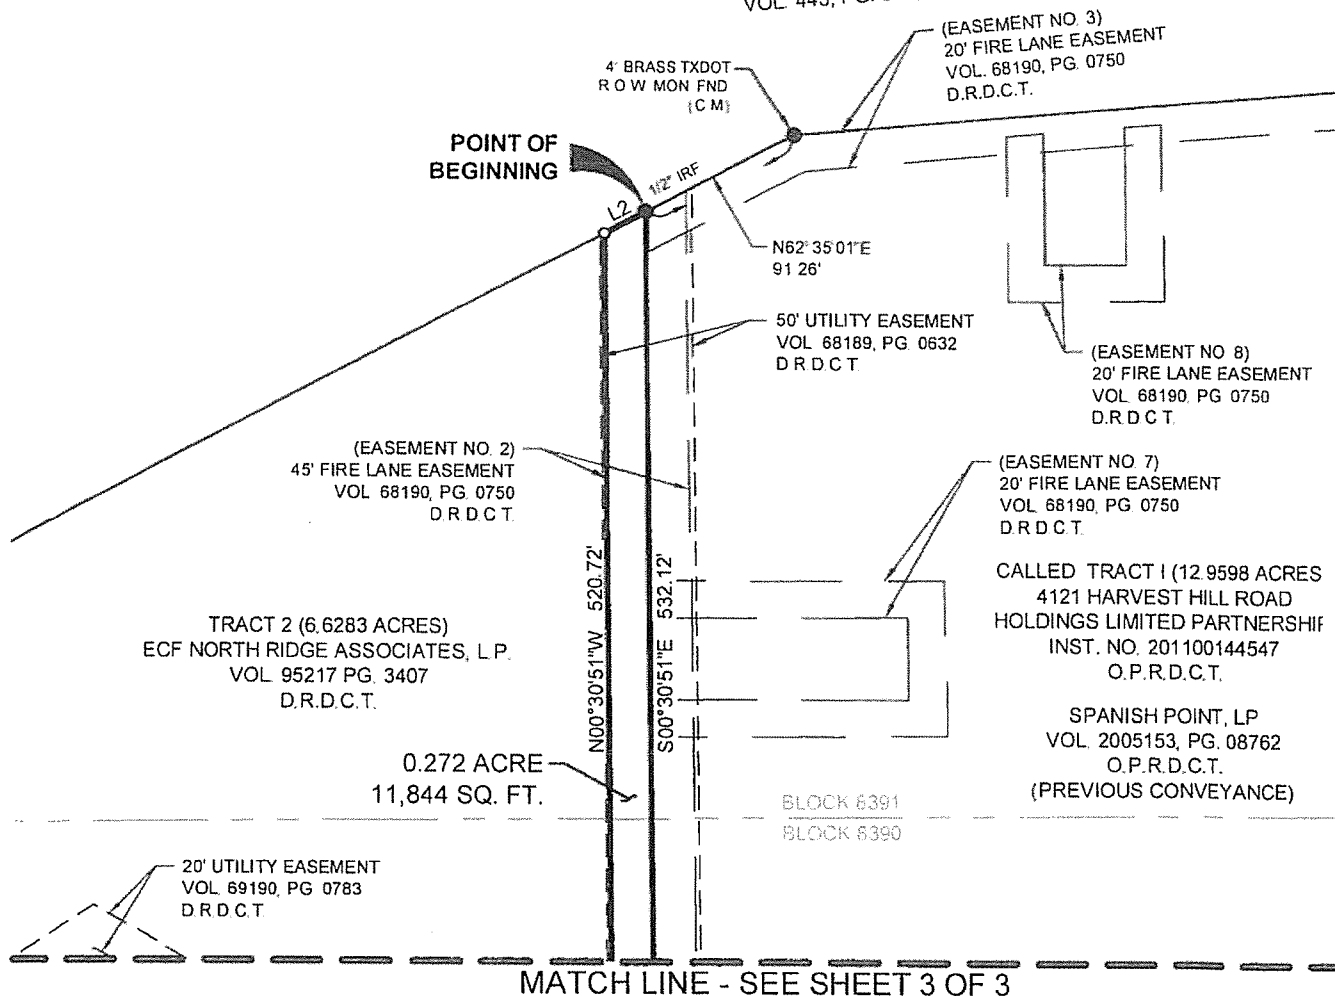 (EASEMENT NO. 3)
20' FIRE LANE EASEMENT
VOL. 68190, PG. 0750
D.R.D.C.T.
4' BRASS TXDOT
R O W MON FND
(C M)
POINT OF
BEGINNING
1/2" IRF
L2
N62°35'01"E
91 26'
50' UTILITY EASEMENT
VOL 68189, PG 0632
D R D C T
(EASEMENT NO 8)
20' FIRE LANE EASEMENT
VOL 68190, PG 0750
D.R.D C T.
(EASEMENT NO. 2)
45' FIRE LANE EASEMENT
VOL 68190, PG. 0750
D R D C T
(EASEMENT NO. 7)
20' FIRE LANE EASEMENT
VOL 68190, PG 0750
D R D C T.
N00°30'51"W 520.72'
S00°30'51"E 532.12'
CALLED TRACT I (12.9598 ACRES
4121 HARVEST HILL ROAD
HOLDINGS LIMITED PARTNERSHIP
INST. NO. 201100144547
O.P.R.D.C.T.
TRACT 2 (6.6283 ACRES)
ECF NORTH RIDGE ASSOCIATES, L.P.
VOL. 95217 PG. 3407
D.R.D.C.T.
SPANISH POINT, LP
VOL. 2005153, PG. 08762
O.P.R.D.C.T.
(PREVIOUS CONVEYANCE)
0.272 ACRE
11,844 SQ. FT.
BLOCK 8391
BLOCK 8390
20' UTILITY EASEMENT
VOL. 69190, PG 0783
D R D C T
MATCH LINE - SEE SHEET 3 OF 3